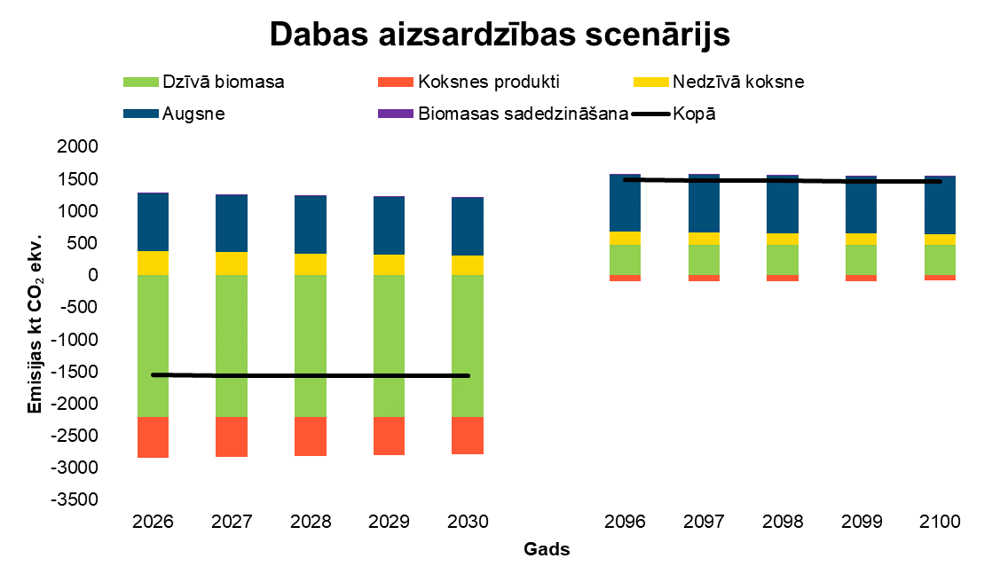 Dabas aizsardzības scenārijs
Dzīvā biomasa Koksnes produkti Nedzīvā koksne
Augsne Biomasas sadedzināšana Kopā
Emisijas kt CO₂ ekv.
2000
1500
1000
500
0
-500
-1000
-1500
-2000
-2500
-3000
-3500
2026 2027 2028 2029 2030 2096 2097 2098 2099 2100
Gads